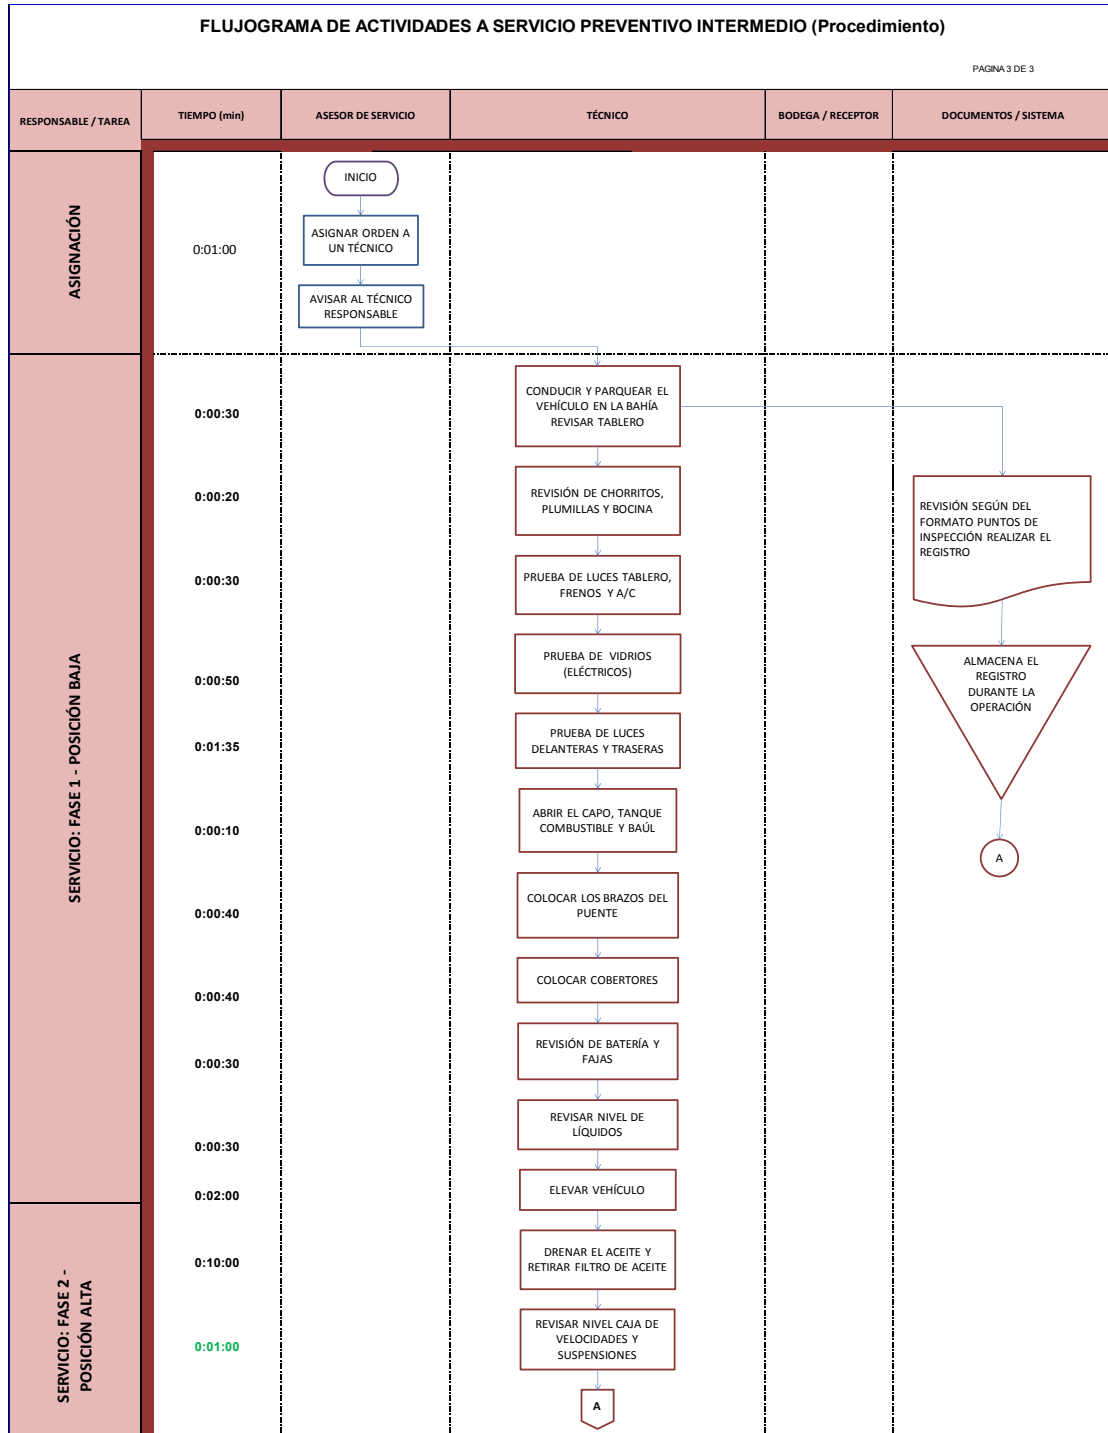 FLUJOGRAMA DE ACTIVIDADES A SERVICIO PREVENTIVO INTERMEDIO (Procedimiento)
PAGINA 3 DE 3
RESPONSABLE / TAREA
TIEMPO (min)
ASESOR DE SERVICIO
TÉCNICO
BODEGA / RECEPTOR
DOCUMENTOS / SISTEMA
ASIGNACIÓN
0:01:00
INICIO
ASIGNAR ORDEN A
UN TÉCNICO
AVISAR AL TÉCNICO
RESPONSABLE
SERVICIO: FASE 1 - POSICIÓN BAJA
0:00:30
CONDUCIR Y PARQUEAR EL
VEHÍCULO EN LA BAHÍA
REVISAR TABLERO
0:00:20
REVISIÓN DE CHORRITOS,
PLUMILLAS Y BOCINA
REVISIÓN SEGÚN DEL
FORMATO PUNTOS DE
INSPECCIÓN REALIZAR EL
REGISTRO
0:00:30
PRUEBA DE LUCES TABLERO,
FRENOS Y A/C
0:00:50
PRUEBA DE VIDRIOS
(ELÉCTRICOS)
ALMACENA EL
REGISTRO
DURANTE LA
OPERACIÓN
0:01:35
PRUEBA DE LUCES
DELANTERAS Y TRASERAS
0:00:10
ABRIR EL CAPO, TANQUE
COMBUSTIBLE Y BAÚL
A
0:00:40
COLOCAR LOS BRAZOS DEL
PUENTE
0:00:40
COLOCAR COBERTORES
0:00:30
REVISIÓN DE BATERÍA Y
FAJAS
0:00:30
REVISAR NIVEL DE
LÍQUIDOS
0:02:00
ELEVAR VEHÍCULO
SERVICIO: FASE 2 -
POSICIÓN ALTA
0:10:00
DRENAR EL ACEITE Y
RETIRAR FILTRO DE ACEITE
0:01:00
REVISAR NIVEL CAJA DE
VELOCIDADES Y
SUSPENSIONES
A